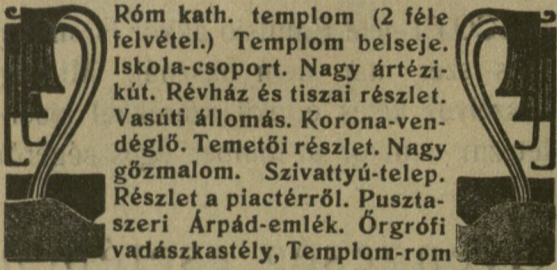 Róm kath. templom (2 féle
felvétel.) Templom belseje.
Iskola-csoport. Nagy ártézi-
kút. Révház és tiszai részlet.
Vasúti állomás. Korona-ven-
déglő. Temetői részlet. Nagy
gőzmalom. Szivattyú-telep.
Részlet a piactérről. Puszta-
szeri Árpád-emlék. Őrgrófi
vadászkastély, Templom-rom